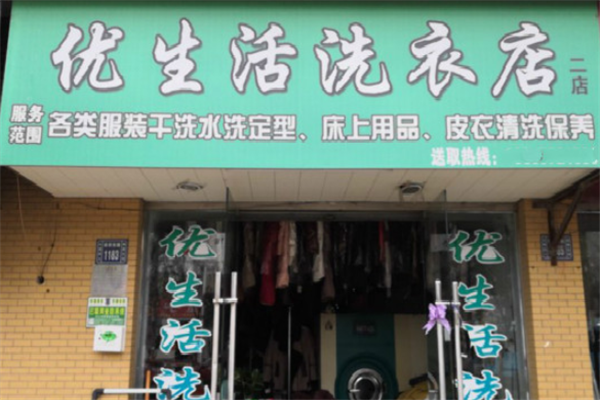 优生活洗衣店
二店
服务
范围
各类服装干洗水洗定型、床上用品、皮衣清洗保养
送取热线:
1183
优生活洗
优生活洗